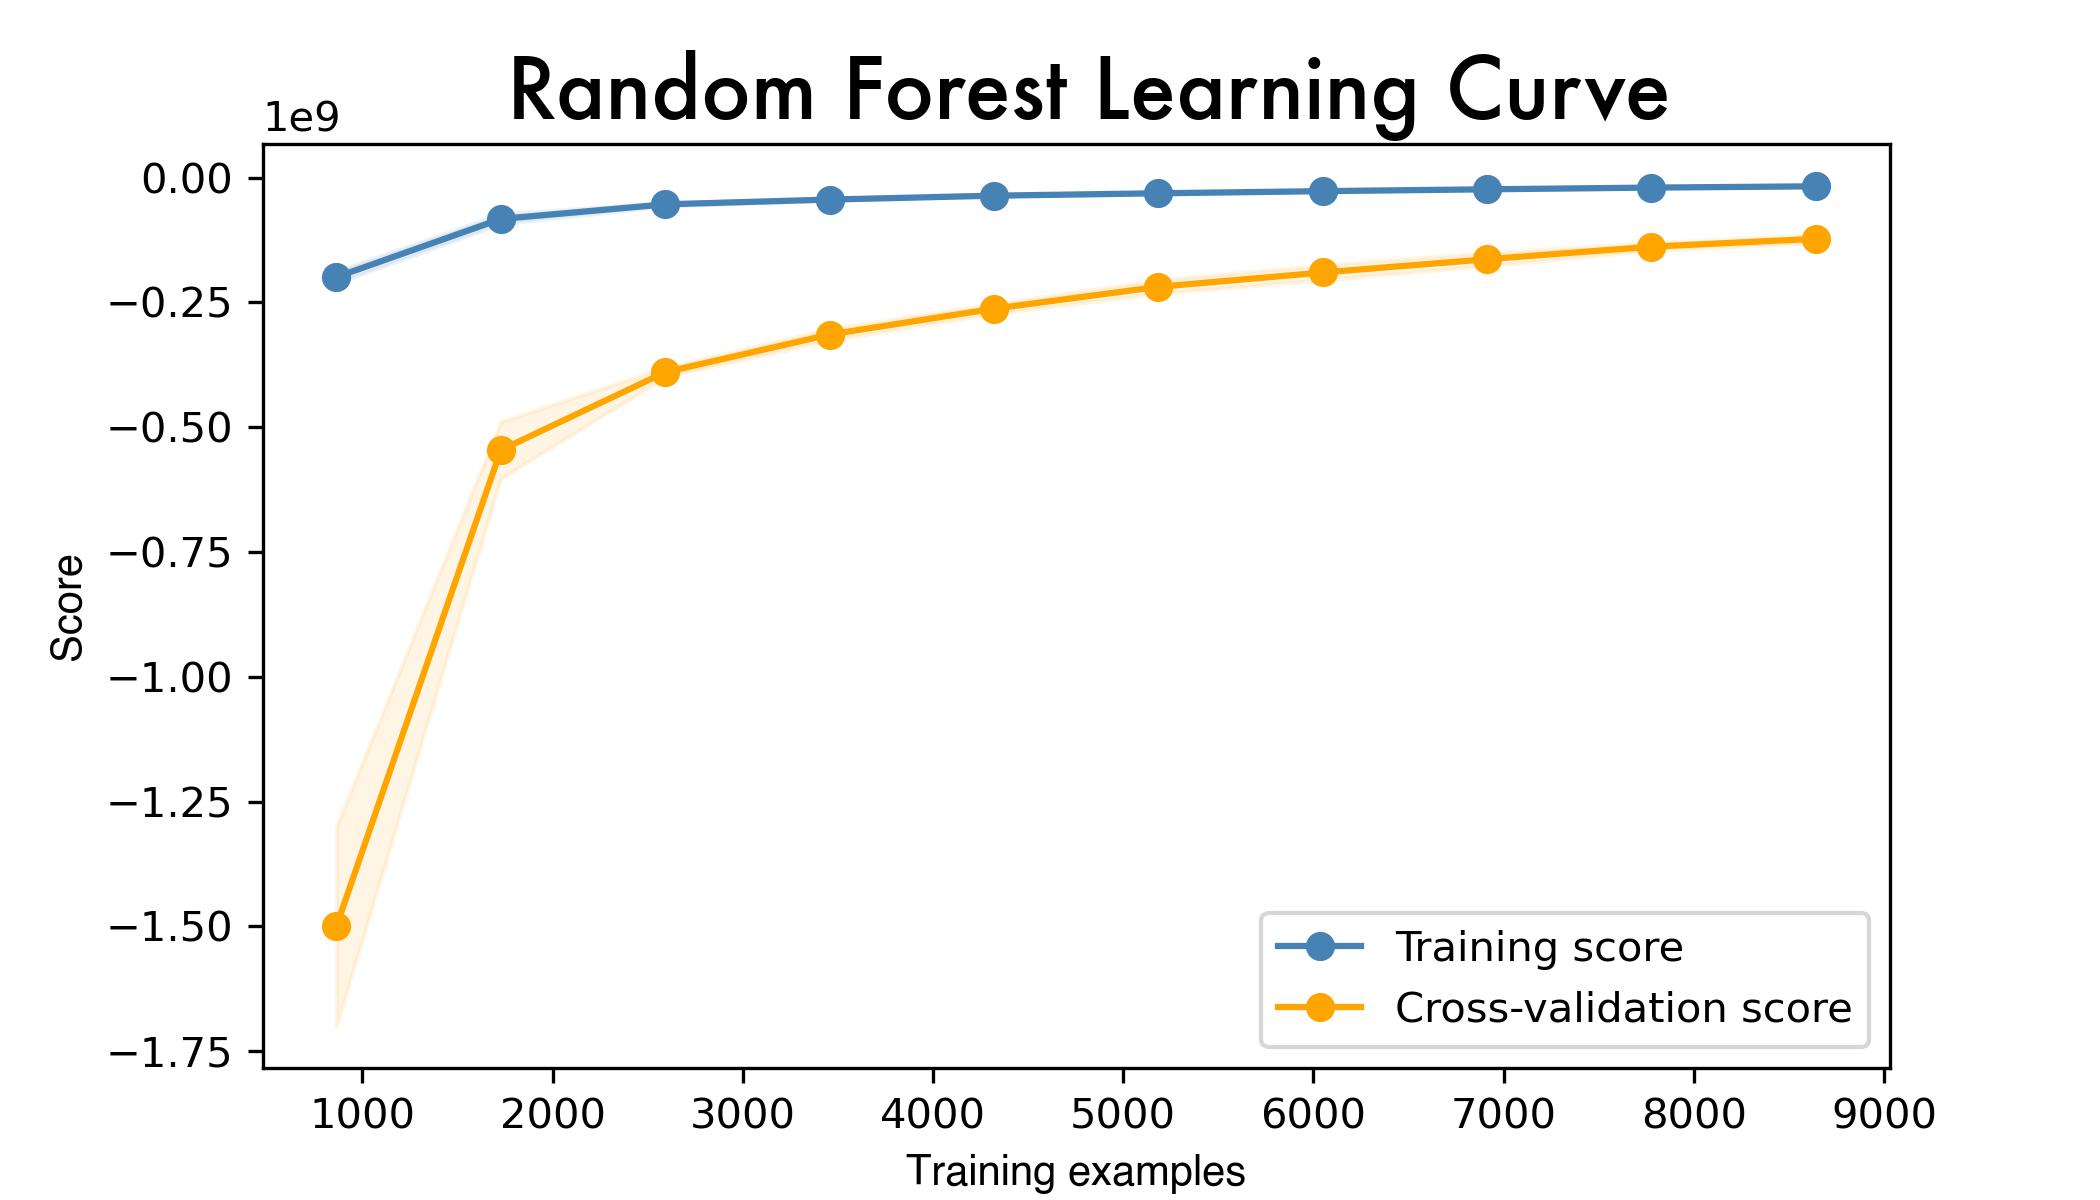 Random Forest Learning Curve
1e9
0.00
−0.25
−0.50
−0.75
−1.00
−1.25
−1.50
−1.75
Score
Training score
Cross-validation score
1000 2000 3000 4000 5000 6000 7000 8000 9000
Training examples